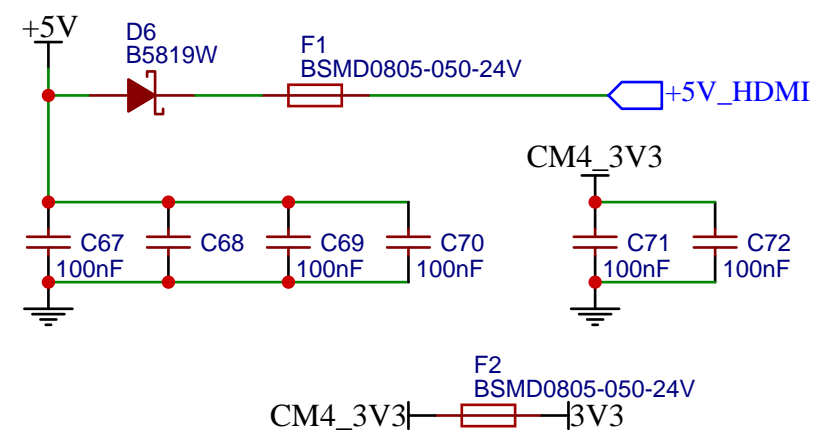 +5V
D6
B5819W
F1
BSMD0805-050-24V
+5V_HDMI
CM4_3V3
C67
100nF
C68
C69
100nF
C70
100nF
C71
100nF
C72
100nF
F2
BSMD0805-050-24V
CM4_3V3
3V3